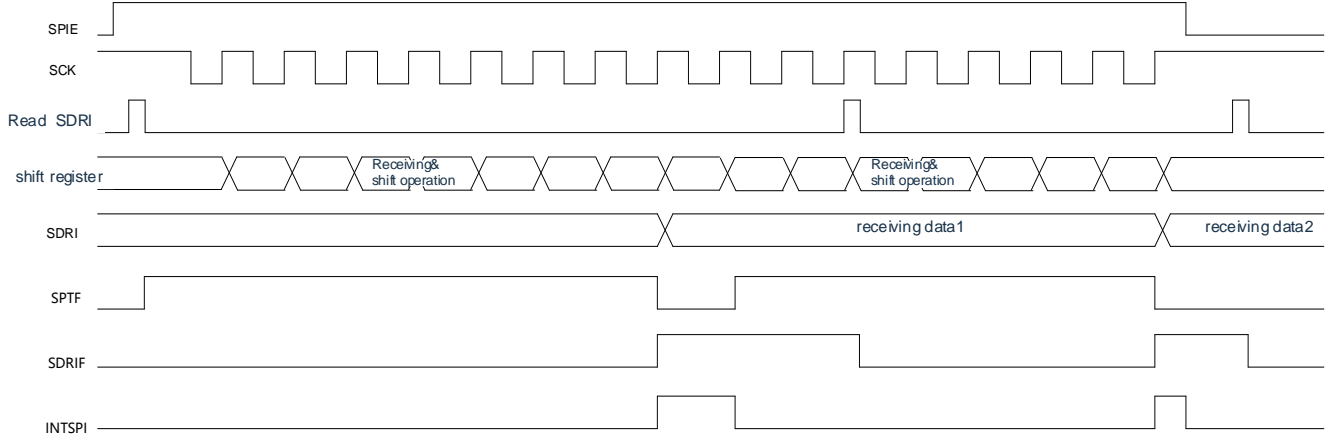 SPIE
SCK
Read SDRI
shift register
Receiving&
shift operation
Receiving&
shift operation
SDRI
receiving data1
receiving data2
SPTF
SDRIF
INTSPI